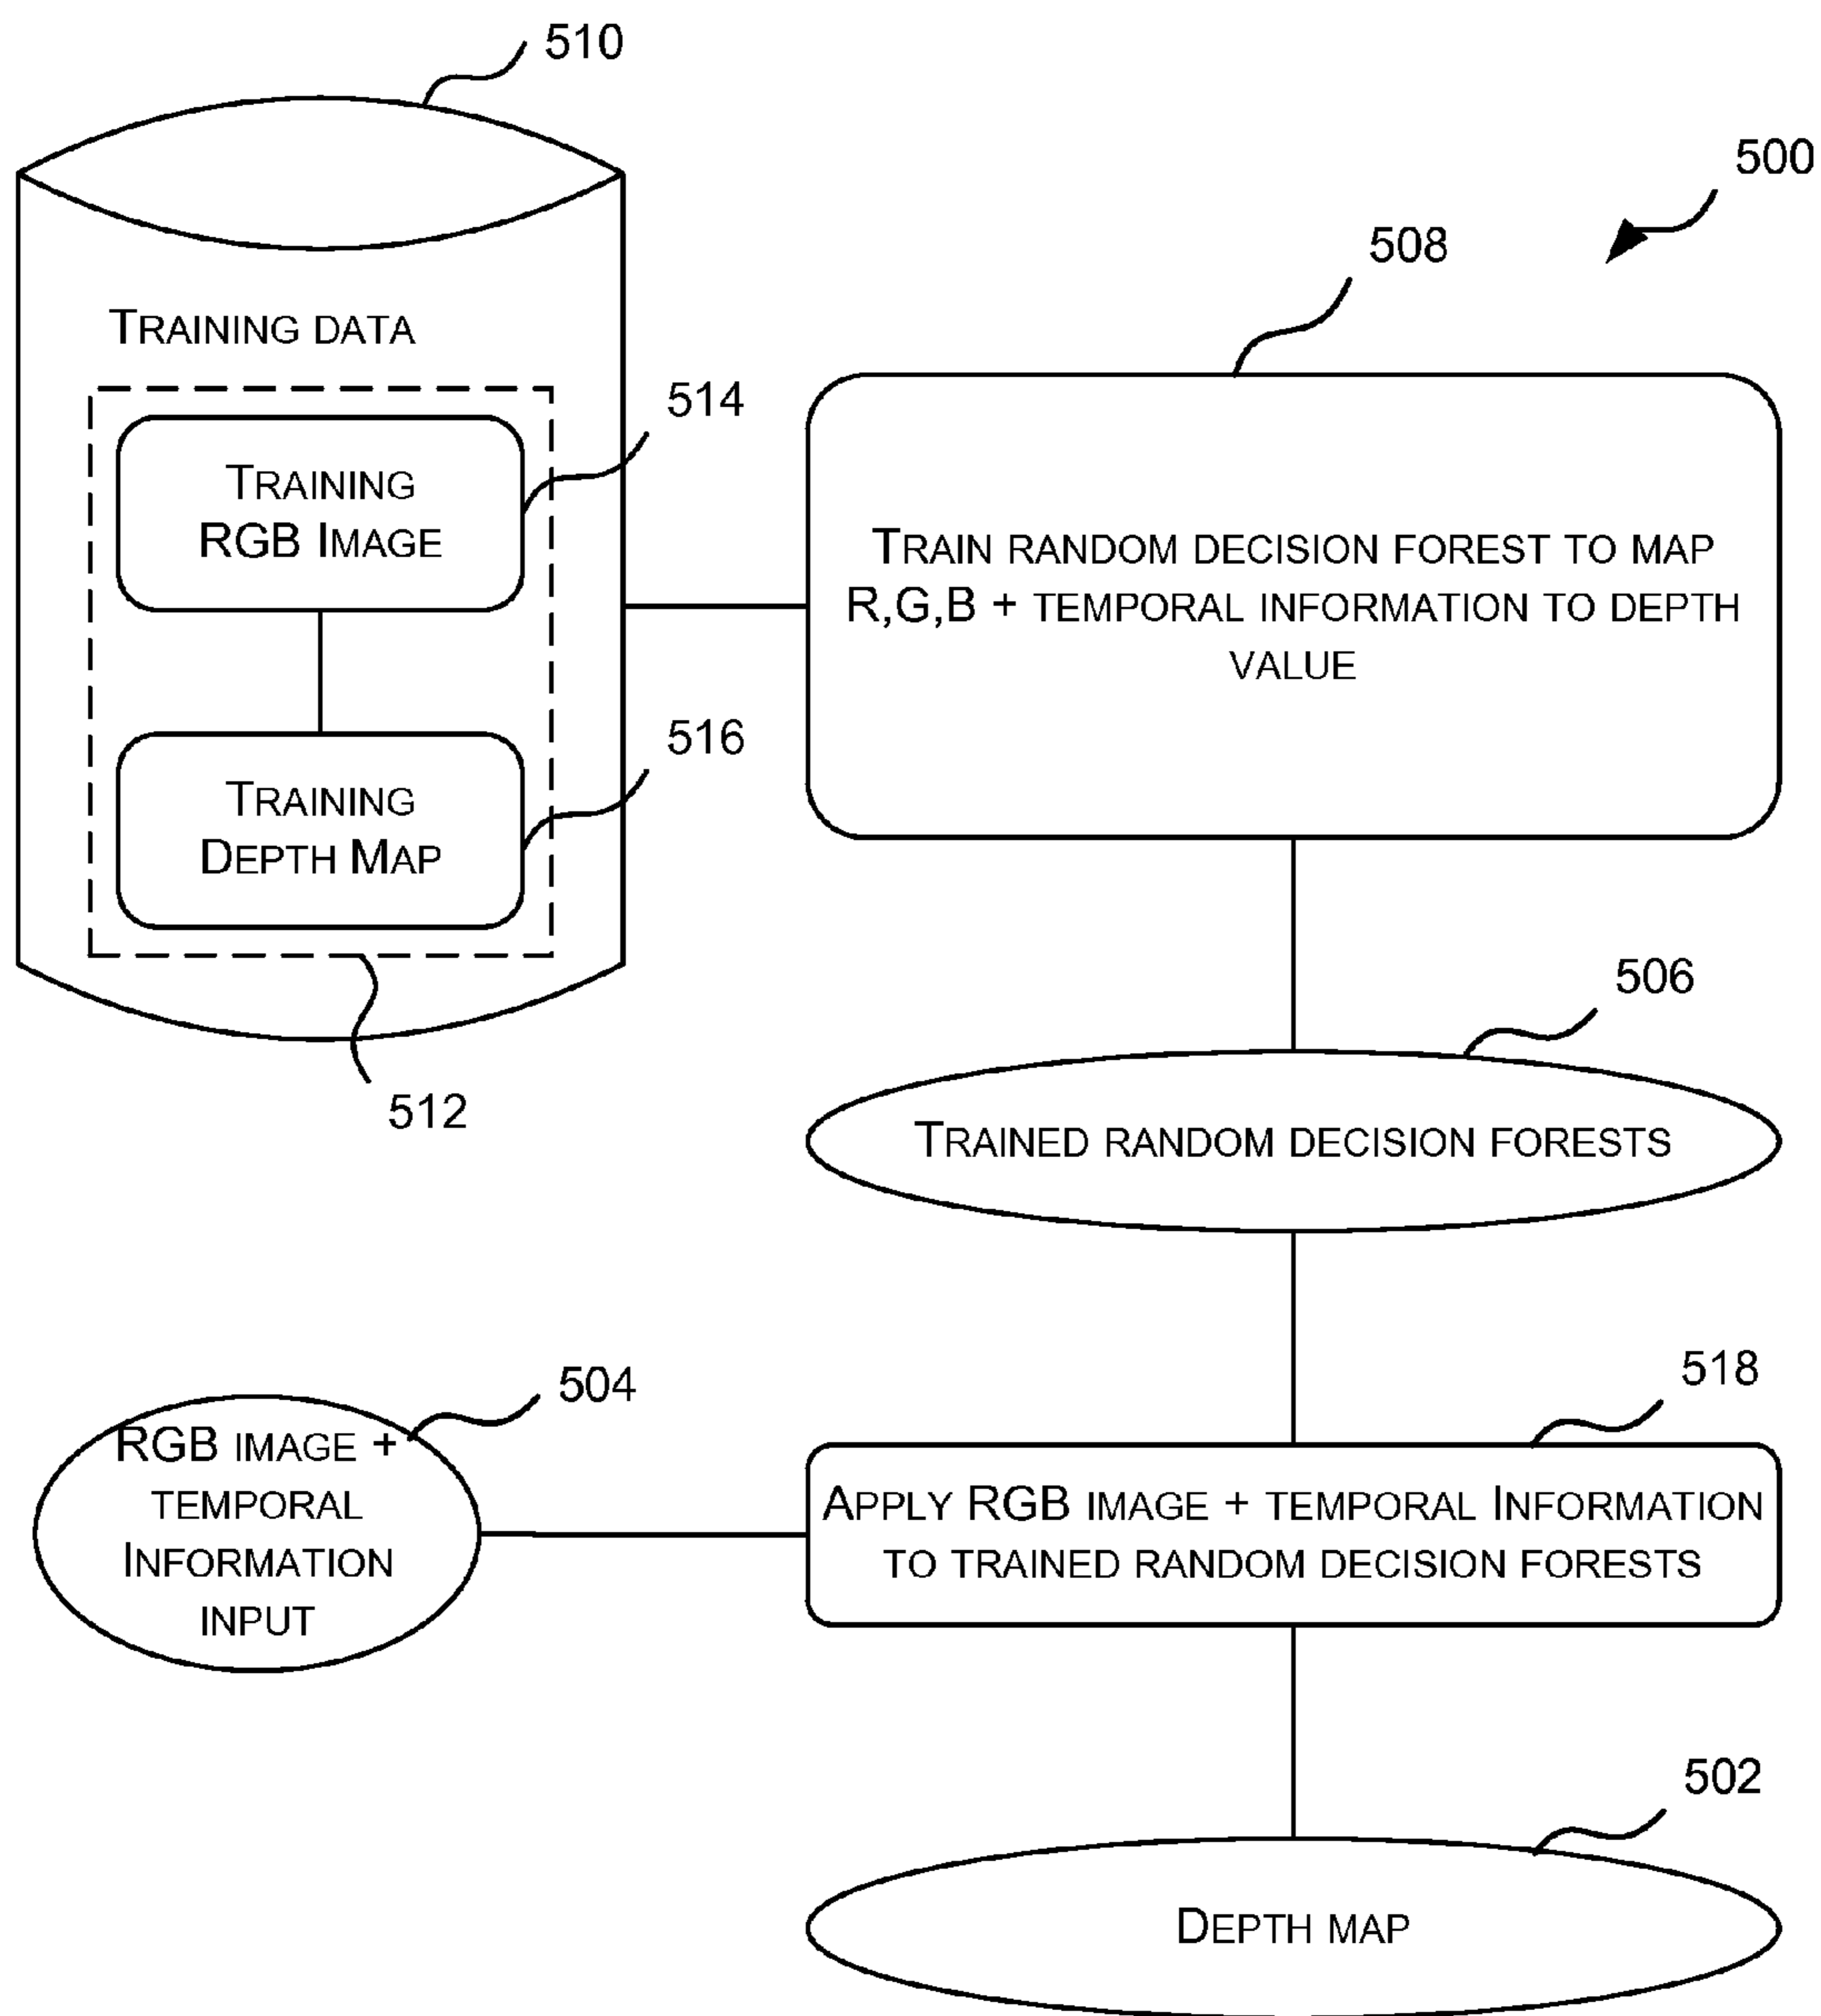 510
500
508
TRAINING DATA
514
TRAINING
RGB IMAGE
TRAIN RANDOM DECISION FOREST TO MAP
R,G,B + TEMPORAL INFORMATION TO DEPTH
VALUE
516
TRAINING
DEPTH MAP
506
512
TRAINED RANDOM DECISION FORESTS
518
504
RGB IMAGE +
TEMPORAL
INFORMATION
INPUT
APPLY RGB IMAGE + TEMPORAL INFORMATION
TO TRAINED RANDOM DECISION FORESTS
502
DEPTH MAP